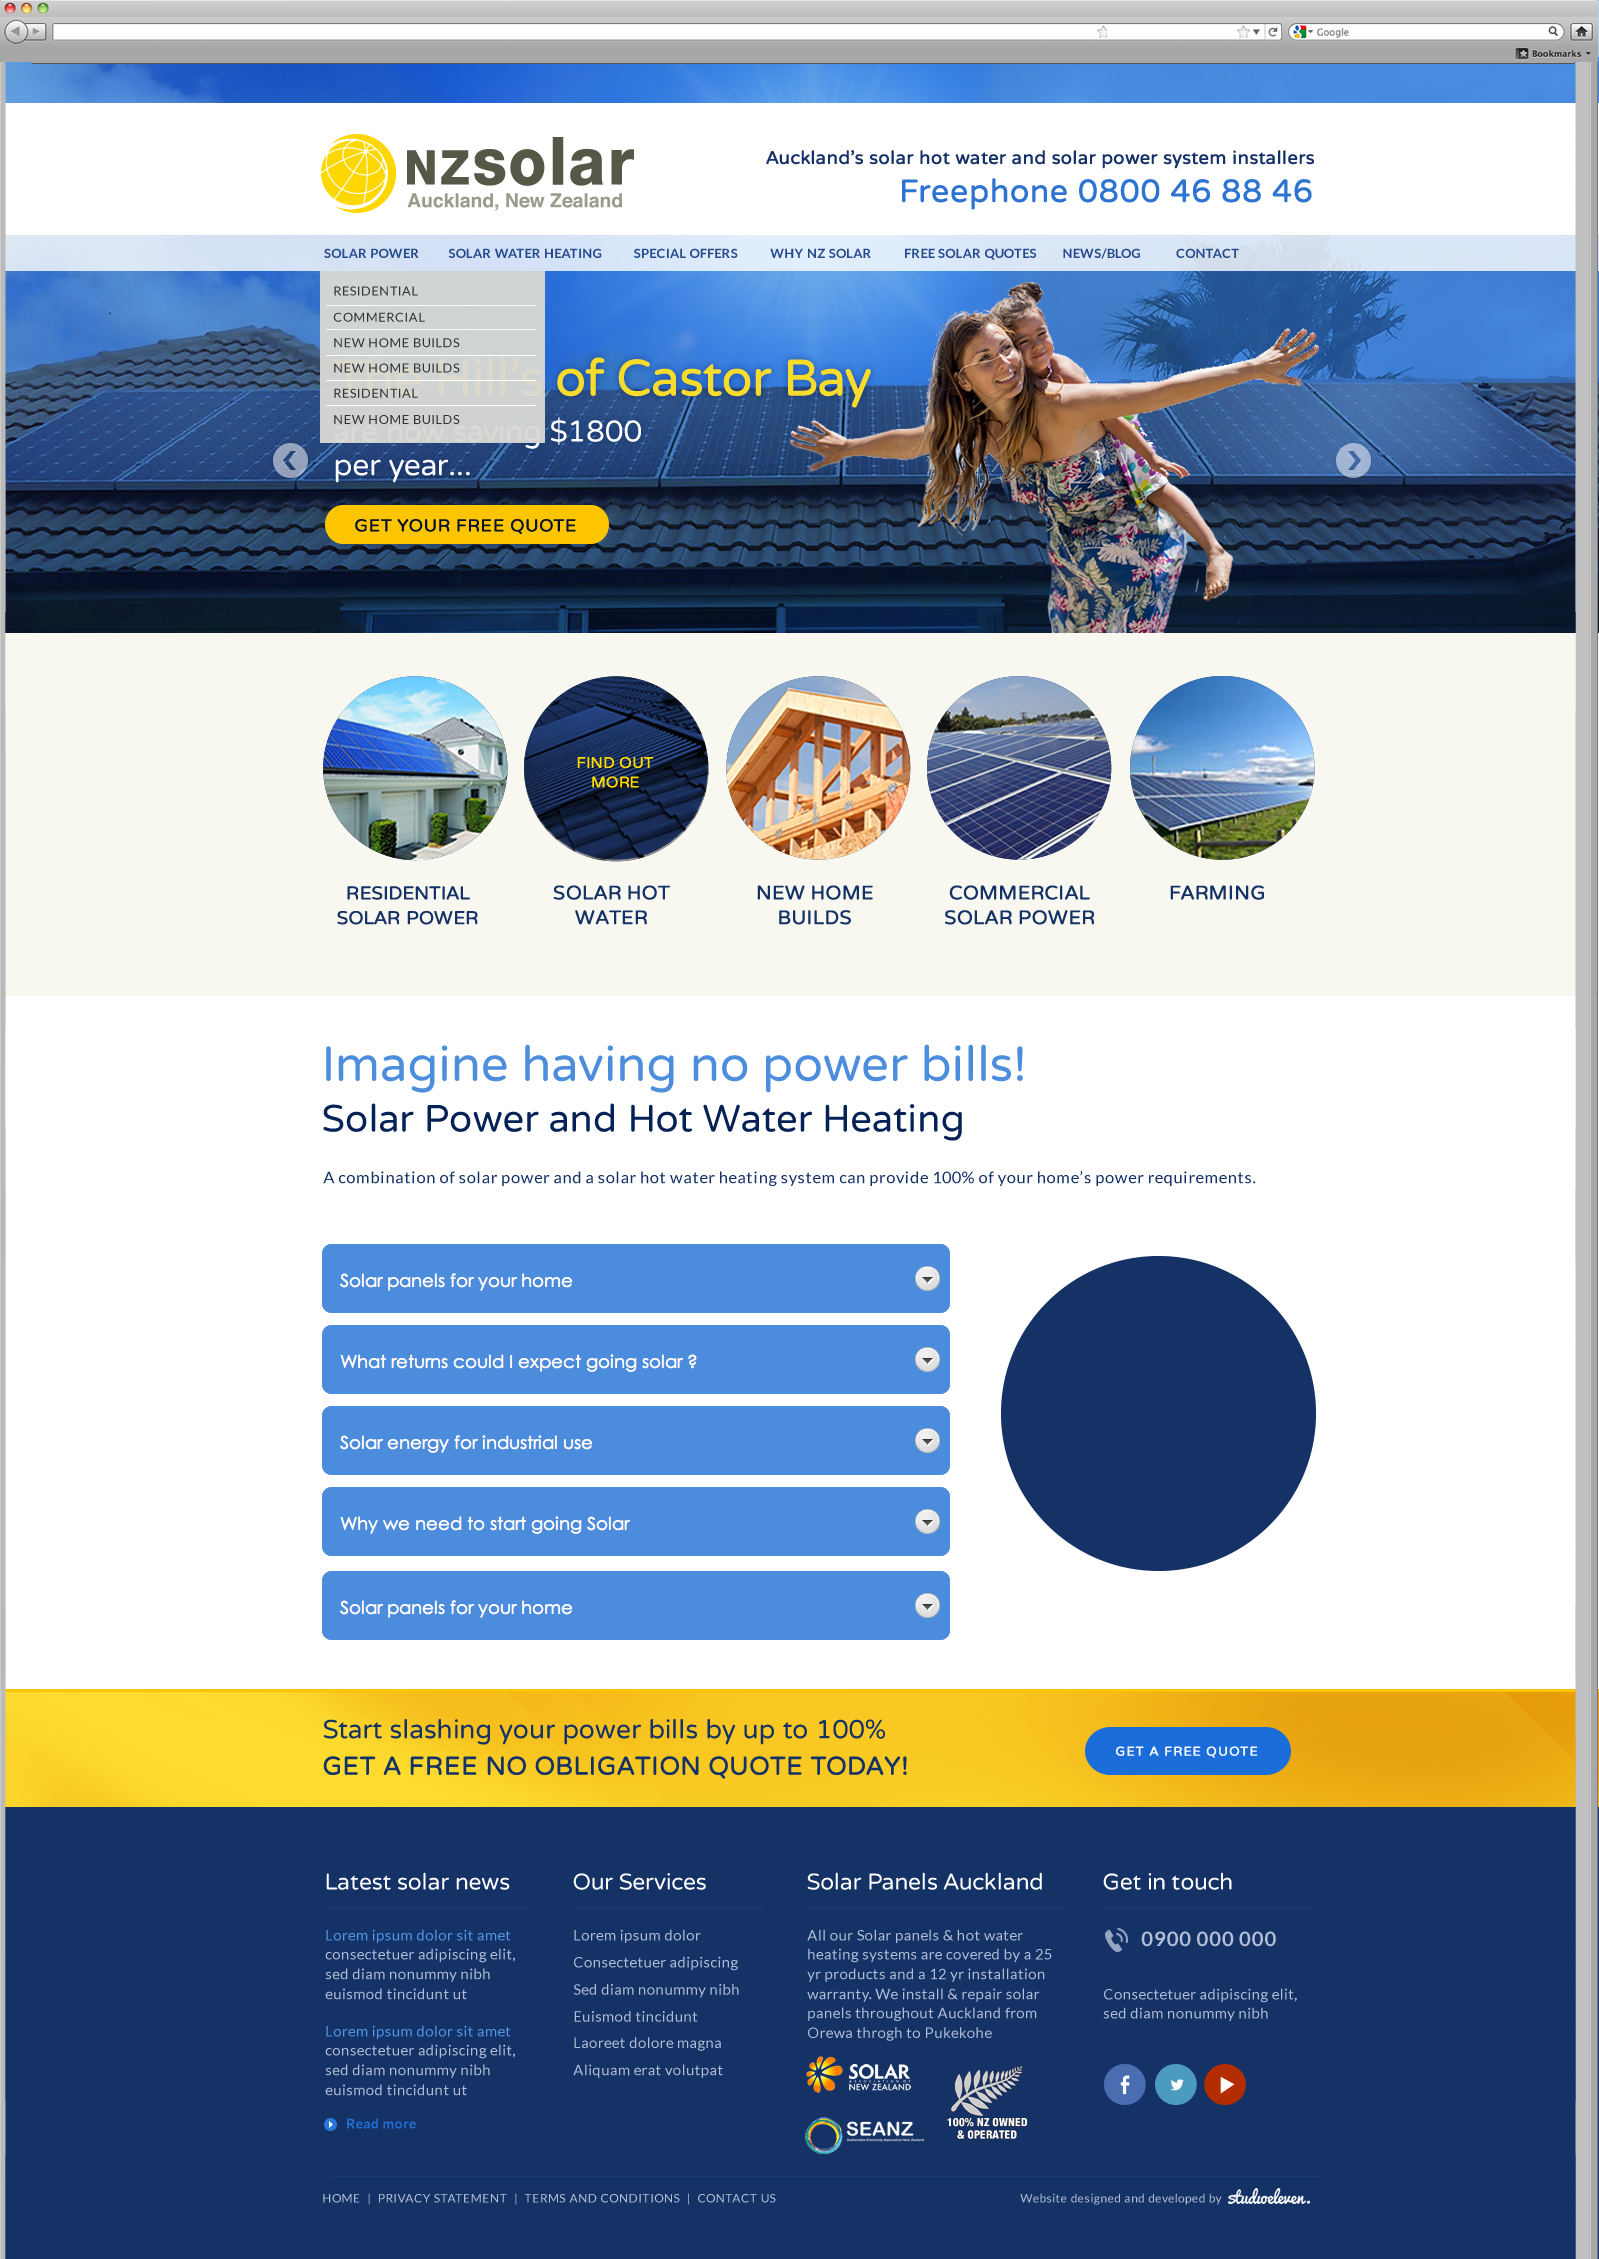 Google
Bookmarks
NZsolar
Auckland, New Zealand
Auckland's solar hot water and solar power system installers
Freephone 0800 46 88 46
SOLAR POWER
SOLAR WATER HEATING
SPECIAL OFFERS
WHY NZ SOLAR
FREE SOLAR QUOTES
NEWS/BLOG
CONTACT
RESIDENTIAL
COMMERCIAL
NEW HOME BUILDS
NEW HOME BUILDS
RESIDENTIAL
NEW HOME BUILDS
Hill's of Castor Bay
are now saving $1800
per year...
GET YOUR FREE QUOTE
FIND OUT
MORE
RESIDENTIAL
SOLAR POWER
SOLAR HOT
WATER
NEW HOME
BUILDS
COMMERCIAL
SOLAR POWER
FARMING
Imagine having no power bills!
Solar Power and Hot Water Heating
A combination of solar power and a solar hot water heating system can provide 100% of your home's power requirements.
Solar panels for your home
What returns could I expect going solar ?
Solar energy for industrial use
Why we need to start going Solar
Solar panels for your home
Start slashing your power bills by up to 100%
GET A FREE NO OBLIGATION QUOTE TODAY!
GET A FREE QUOTE
Latest solar news
Lorem ipsum dolor sit amet
consectetuer adipiscing elit,
sed diam nonummy nibh
euismod tincidunt ut
Lorem ipsum dolor sit amet
consectetuer adipiscing elit,
sed diam nonummy nibh
euismod tincidunt ut
Read more
Our Services
Lorem ipsum dolor
Consectetuer adipiscing
Sed diam nonummy nibh
Euismod tincidunt
Laoreet dolore magna
Aliquam erat volutpat
Solar Panels Auckland
All our Solar panels & hot water
heating systems are covered by a 25
yr products and a 12 yr installation
warranty. We install & repair solar
panels throughout Auckland from
Orewa throgh to Pukekohe
SOLAR
ASSOCIATION OF
NEW ZEALAND
SEANZ
100% NZ OWNED
& OPERATED
Get in touch
0900 000 000
Consectetuer adipiscing elit,
sed diam nonummy nibh
HOME | PRIVACY STATEMENT | TERMS AND CONDITIONS | CONTACT US
Website designed and developed by studioeleven.